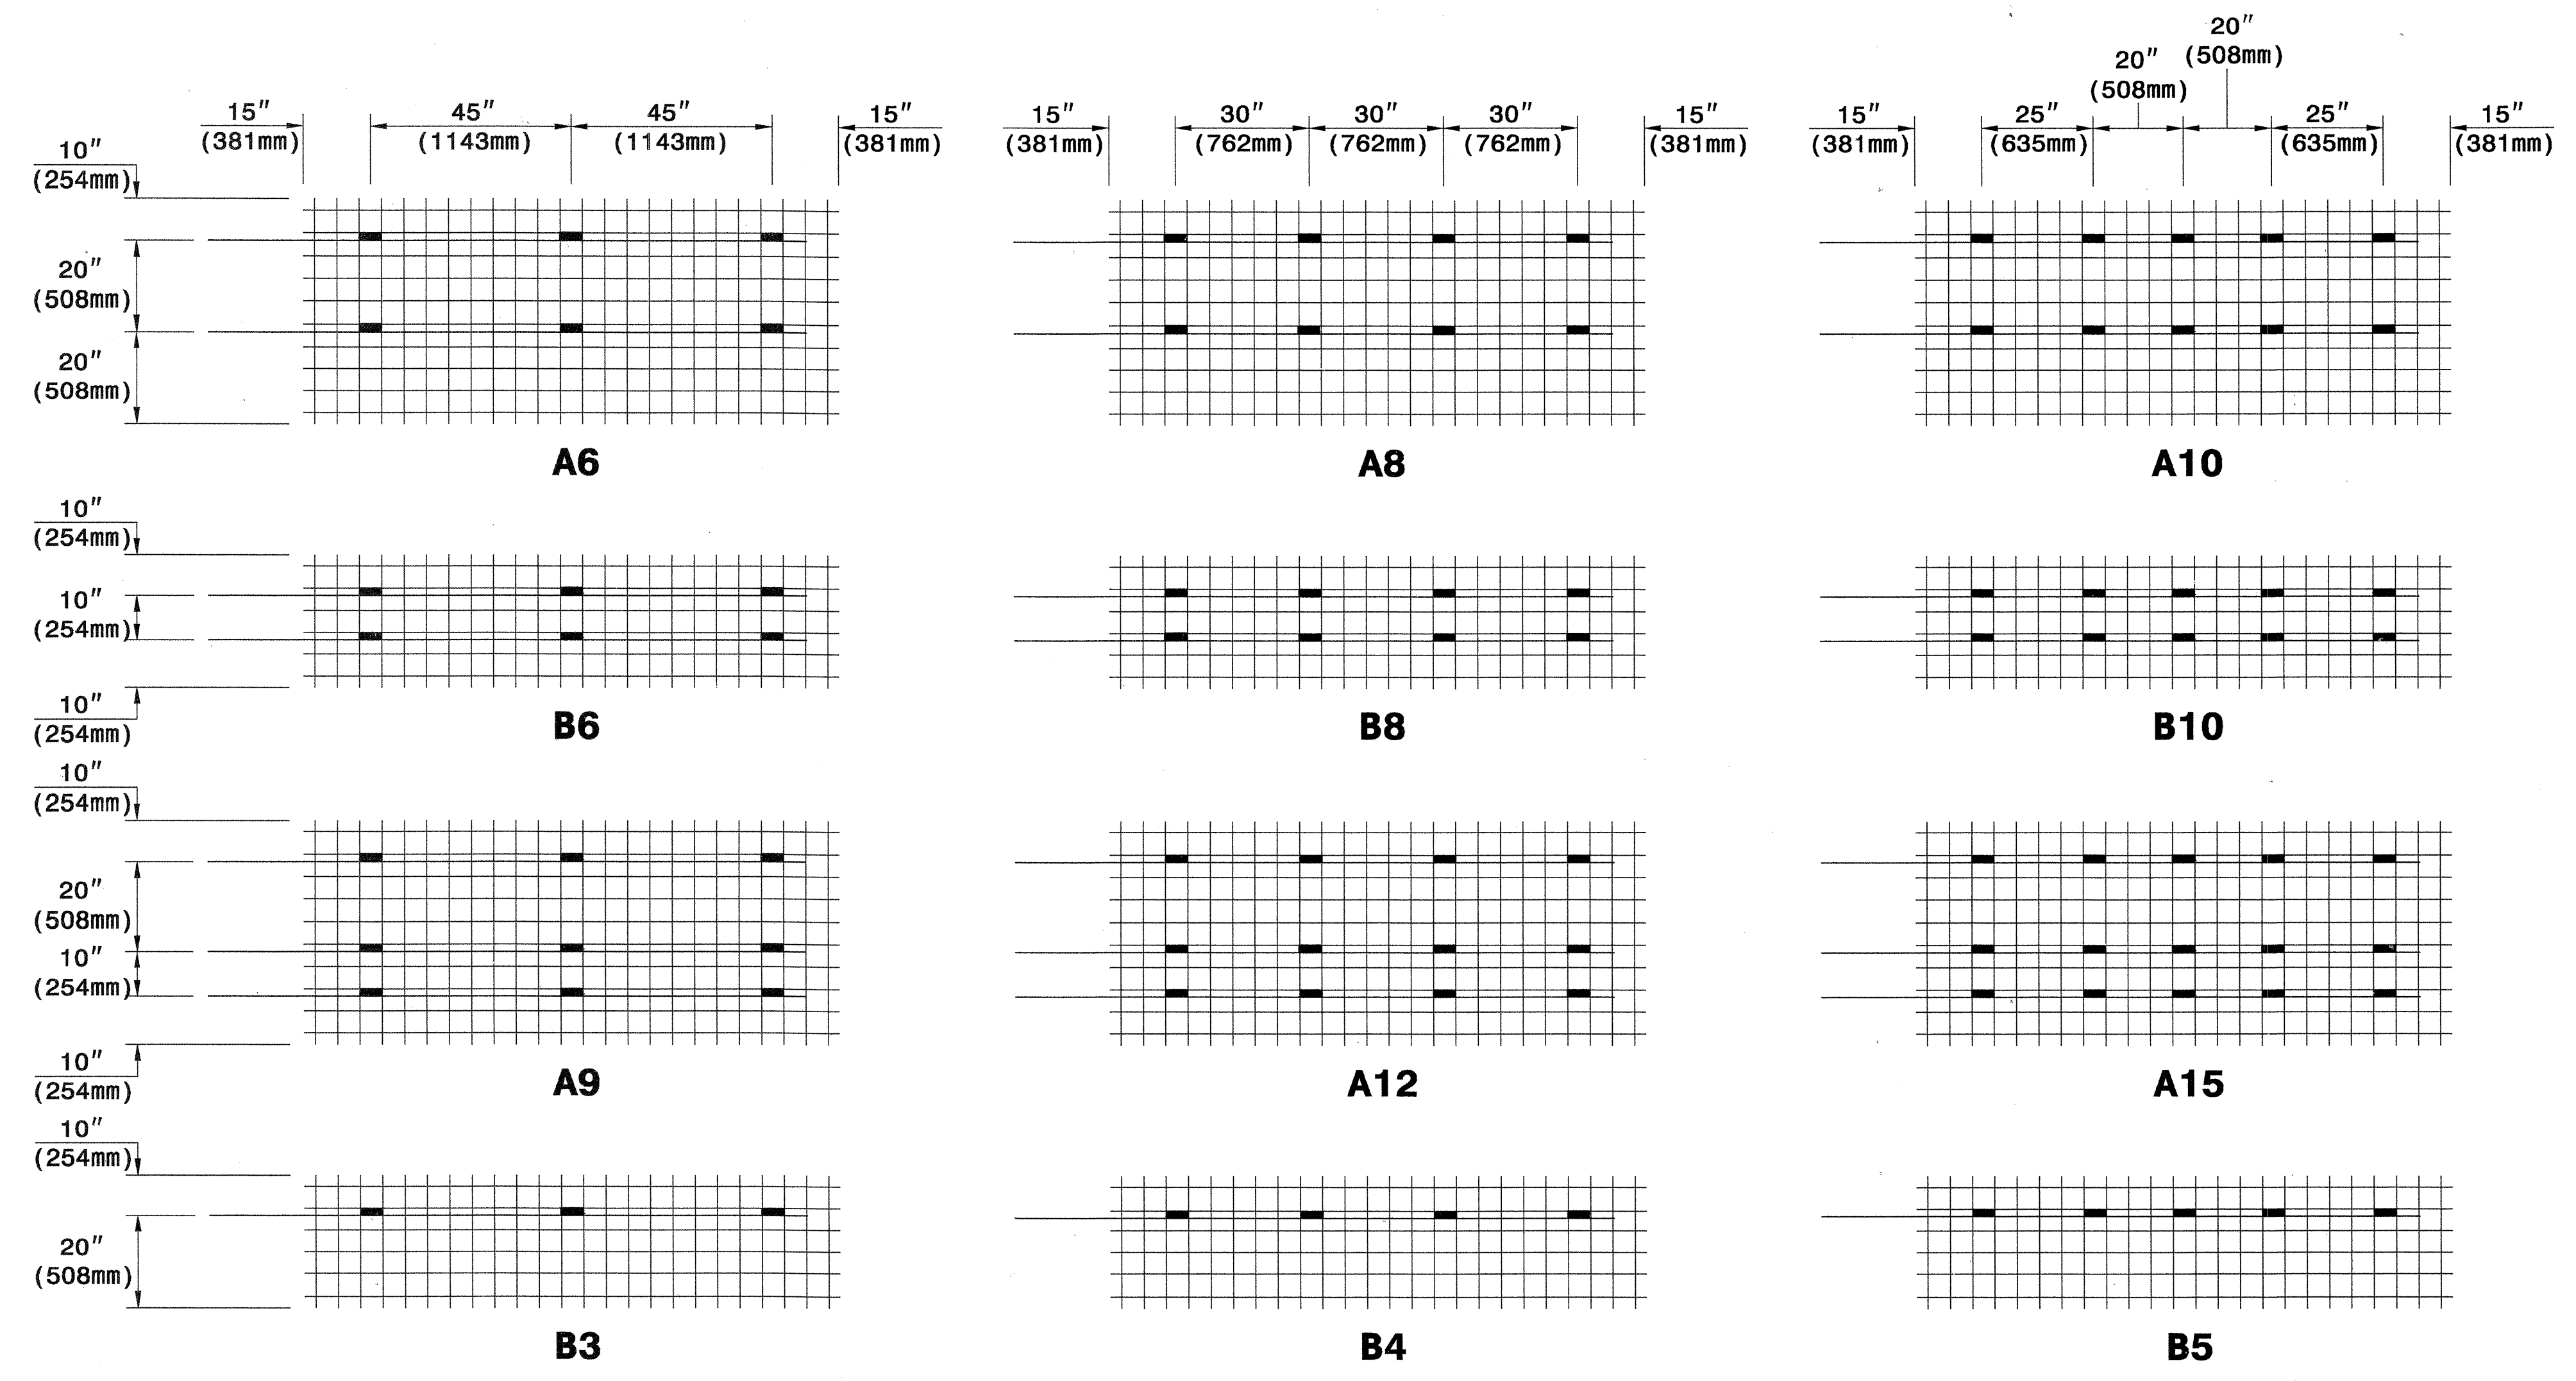 20″
(508mm)
20″
(508mm)
15″
(381mm)
45″
(1143mm)
45″
(1143mm)
15″
(381mm)
15″
(381mm)
30″
(762mm)
30″
(762mm)
30″
(762mm)
15″
(381mm)
15″
(381mm)
25″
(635mm)
25″
(635mm)
15″
(381mm)
10″
(254mm)
20″
(508mm)
20″
(508mm)
A6
A8
A10
10″
(254mm)
10″
(254mm)
10″
(254mm)
B6
B8
B10
10″
(254mm)
20″
(508mm)
10″
(254mm)
10″
(254mm)
A9
A12
A15
10″
(254mm)
20″
(508mm)
B3
B4
B5